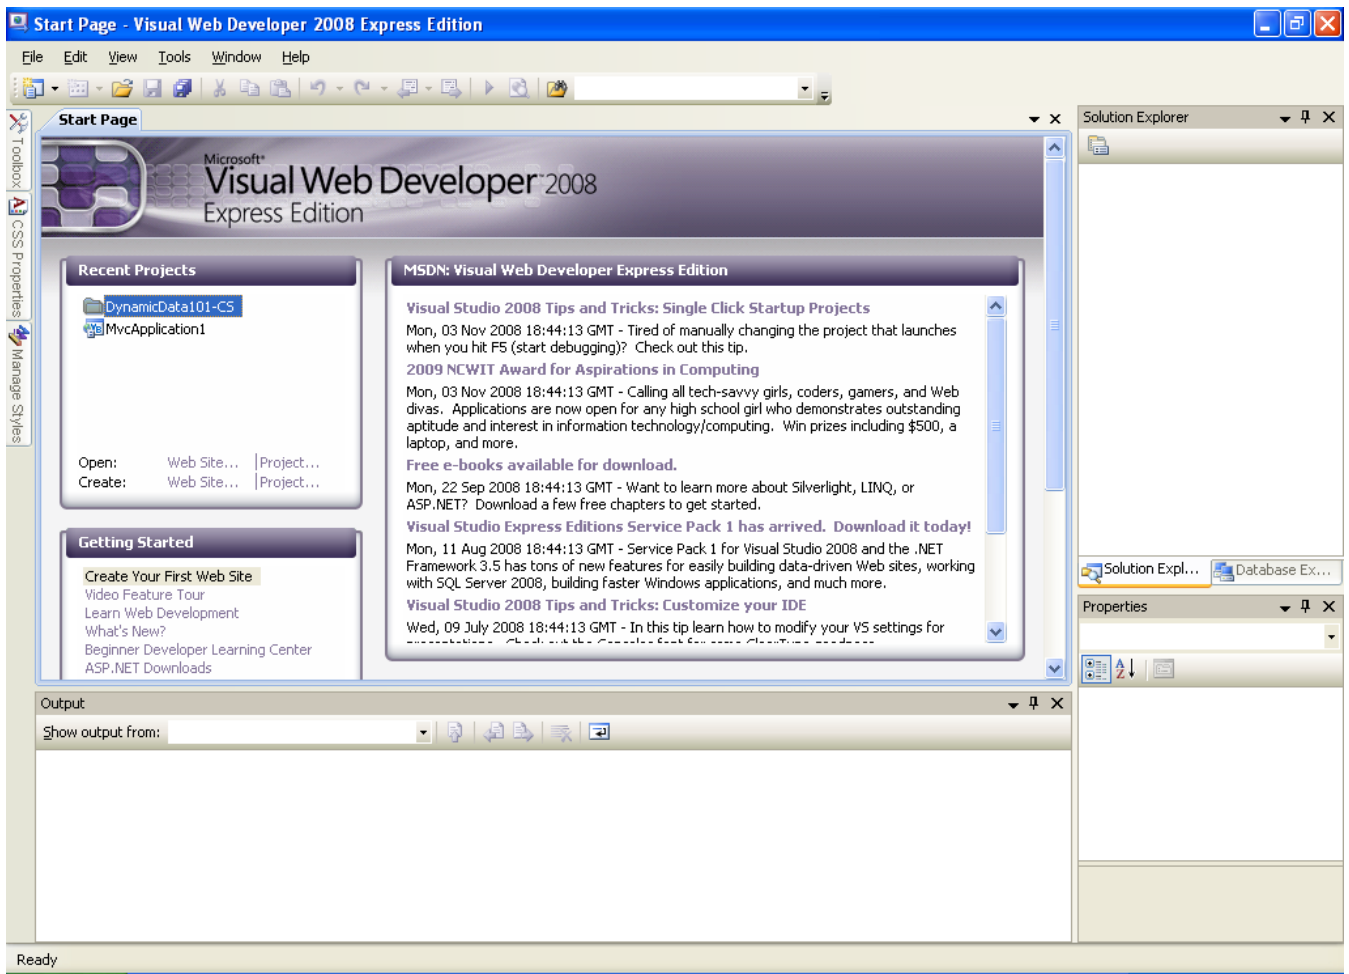 Start Page - Visual Web Developer 2008 Express Edition
File Edit View Tools Window Help
Start Page
Solution Explorer
Toolbox
CSS Properties
Manage Styles
Microsoft®
Visual Web Developer™2008
Express Edition
Recent Projects
DynamicData101-CS
MvcApplication1
Open: Web Site... |Project...
Create: Web Site... |Project...
Getting Started
Create Your First Web Site
Video Feature Tour
Learn Web Development
What's New?
Beginner Developer Learning Center
ASP.NET Downloads
MSDN: Visual Web Developer Express Edition
Visual Studio 2008 Tips and Tricks: Single Click Startup Projects
Mon, 03 Nov 2008 18:44:13 GMT - Tired of manually changing the project that launches
when you hit F5 (start debugging)? Check out this tip.
2009 NCWIT Award for Aspirations in Computing
Mon, 03 Nov 2008 18:44:13 GMT - Calling all tech-savvy girls, coders, gamers, and Web
divas. Applications are now open for any high school girl who demonstrates outstanding
aptitude and interest in information technology/computing. Win prizes including $500, a
laptop, and more.
Free e-books available for download.
Mon, 22 Sep 2008 18:44:13 GMT - Want to learn more about Silverlight, LINQ, or
ASP.NET? Download a few free chapters to get started.
Visual Studio Express Editions Service Pack 1 has arrived. Download it today!
Mon, 11 Aug 2008 18:44:13 GMT - Service Pack 1 for Visual Studio 2008 and the .NET
Framework 3.5 has tons of new features for easily building data-driven Web sites, working
with SQL Server 2008, building faster Windows applications, and much more.
Visual Studio 2008 Tips and Tricks: Customize your IDE
Wed, 09 July 2008 18:44:13 GMT - In this tip learn how to modify your VS settings for
Solution Expl... Database Ex...
Properties
Output
Show output from:
Ready